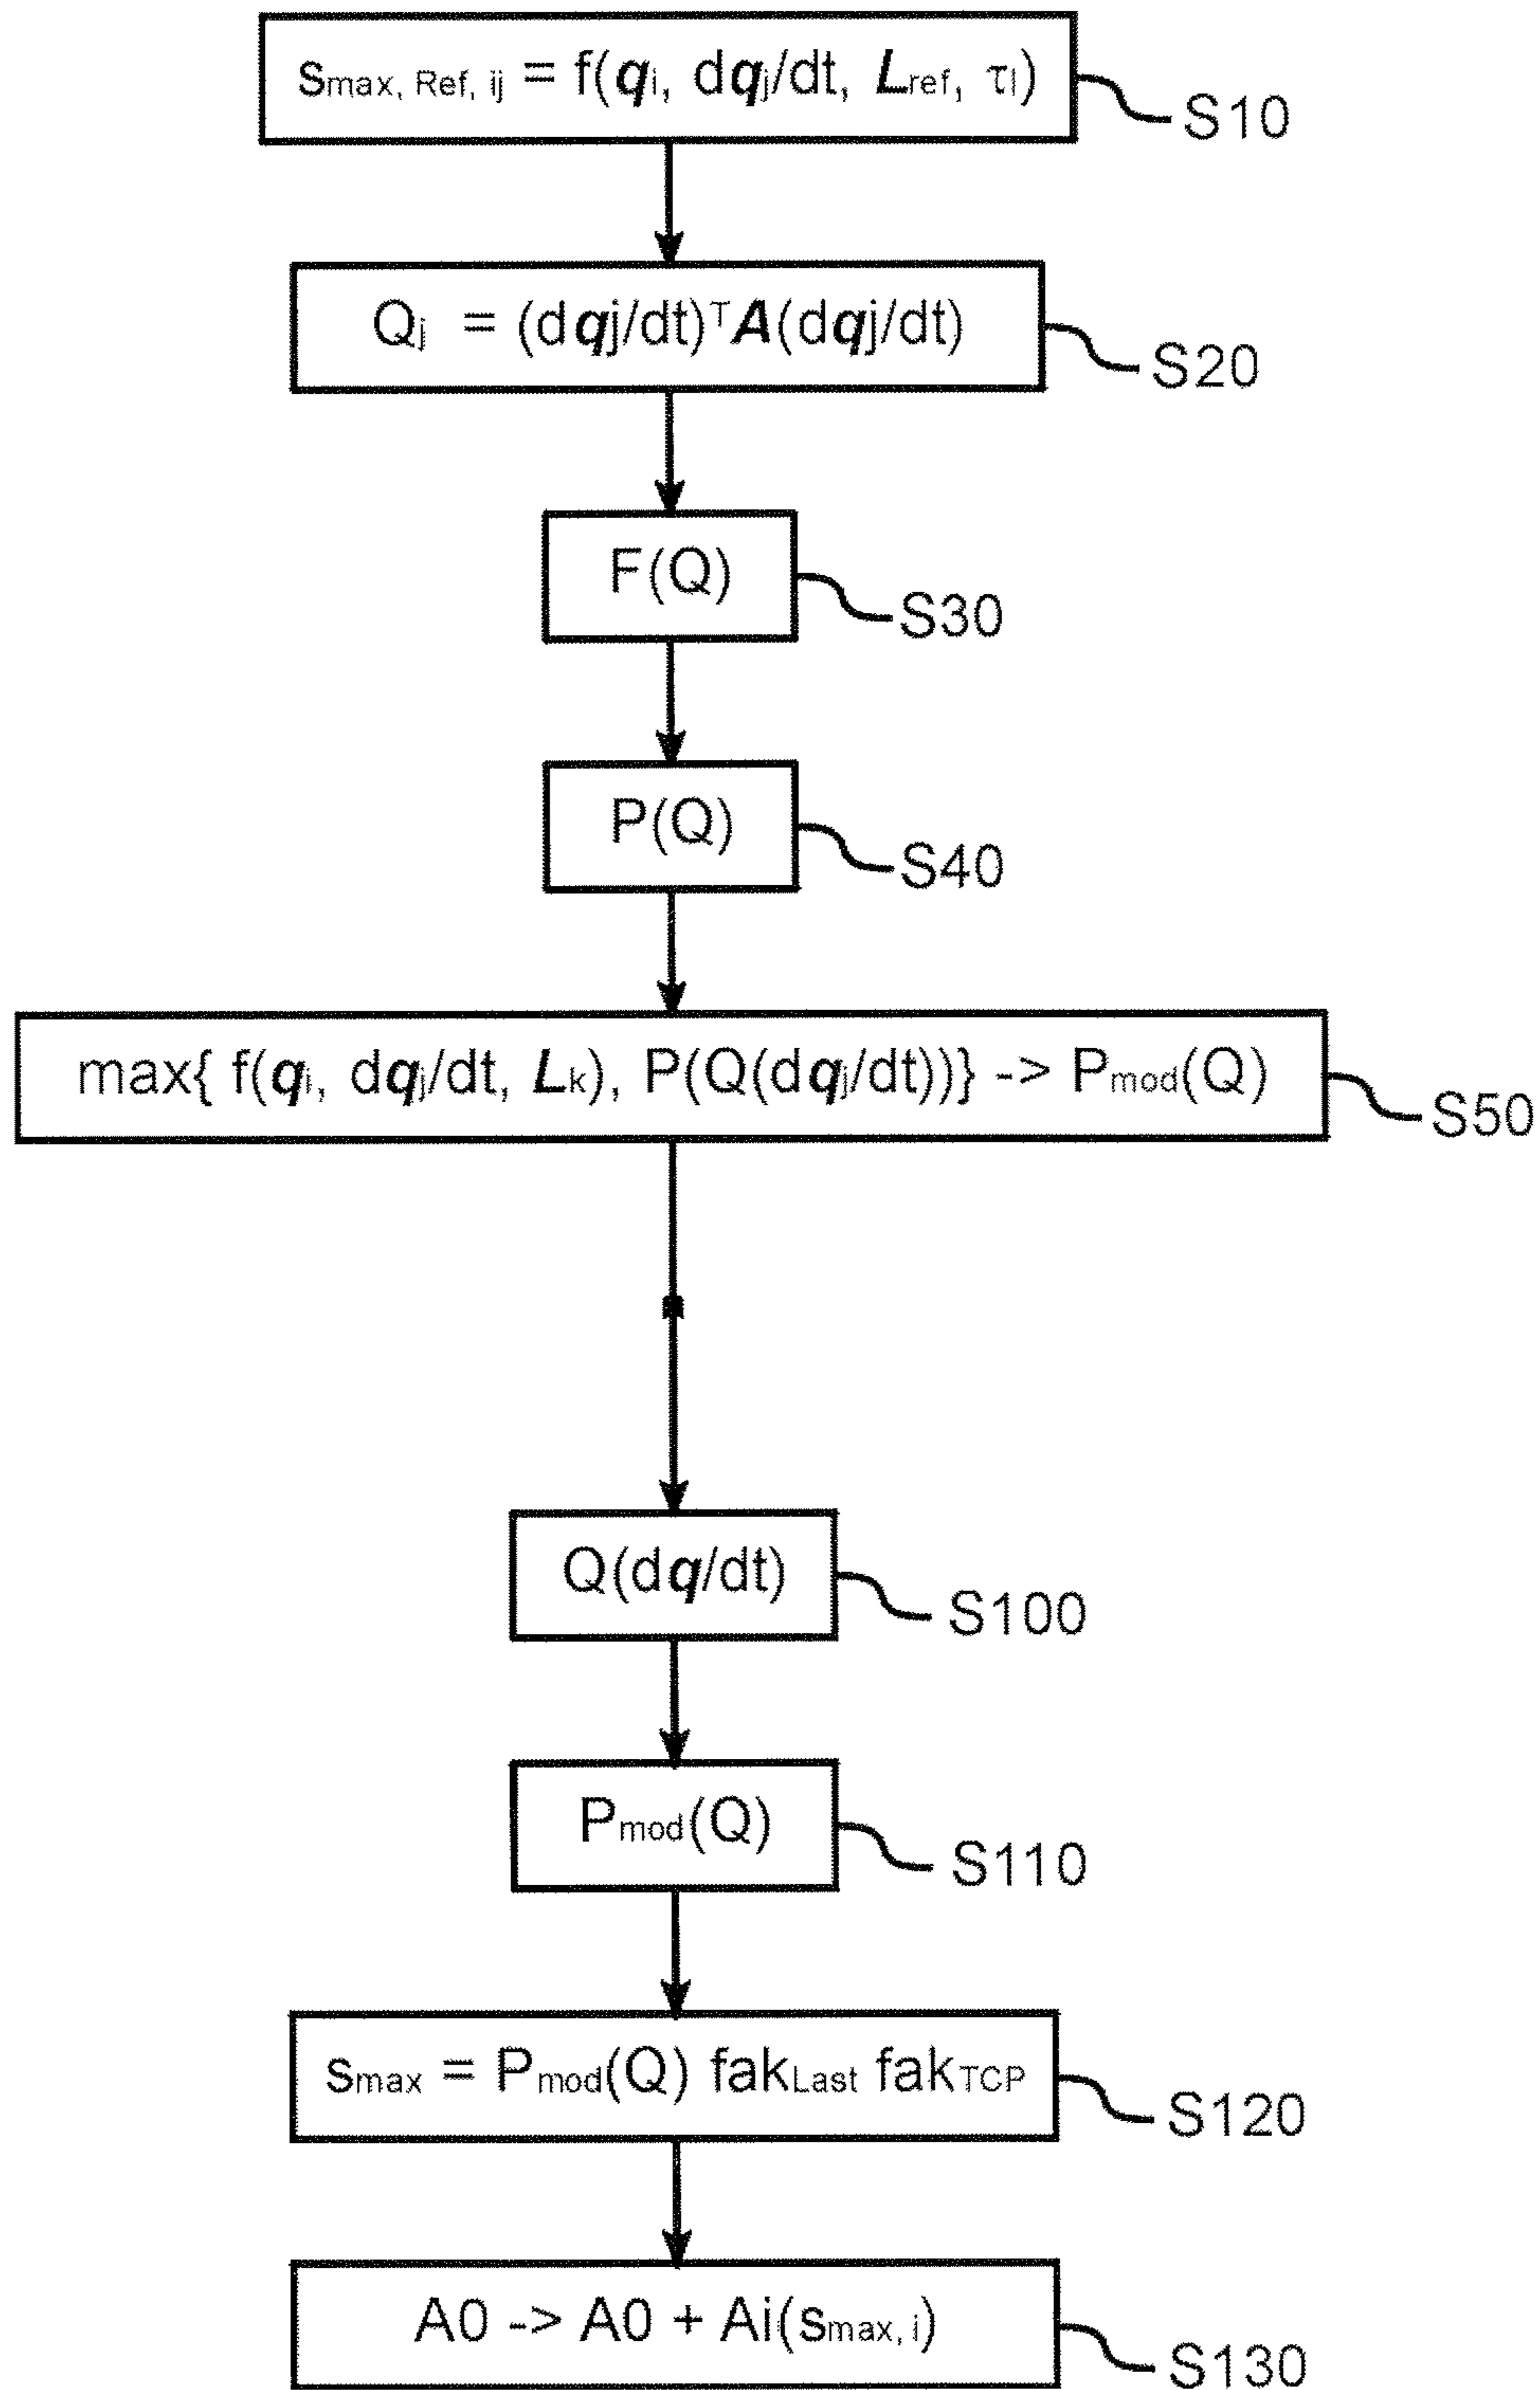 smax, Ref, ij = f(qi, dqj/dt, Lref, τl)
S10
Qj = (dqj/dt)ᵀA(dqj/dt)
S20
F(Q)
S30
P(Q)
S40
max{ f(qi, dqj/dt, Lk), P(Q(dqj/dt))} -> Pmod(Q)
S50
Q(dq/dt)
S100
Pmod(Q)
S110
smax = Pmod(Q) fakLast fakTCP
S120
A0 -> A0 + Ai(smax, i)
S130